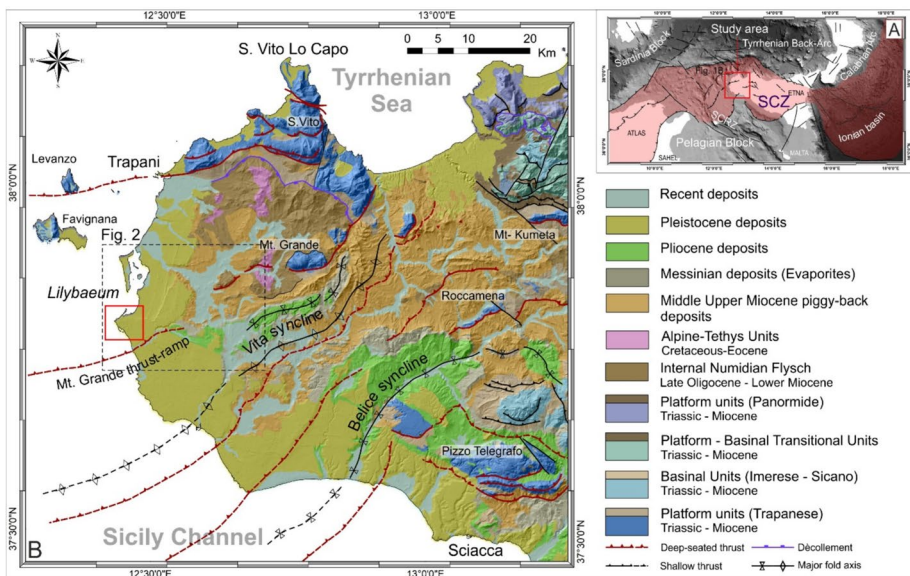 12°30'0"E
13°0'0"E
0
5
10
20
Km
S. Vito Lo Capo
Tyrrhenian
Sea
S.Vito
Levanzo
Trapani
38°0'0"N
38°0'0"N
Favignana
Fig. 2
Mt. Grande
Mt- Kumeta
Lilybaeum
Roccamena
Vita syncline
Mt. Grande thrust-ramp
Belice syncline
Pizzo Telegrafo
Sicily Channel
Sciacca
37°30'0"N
37°30'0"N
B
12°30'0"E
13°0'0"E
A
Study area
Sardinia Block
Tyrrhenian Back-Arc
Calabrian Arc
Fig. 1B
ETNA
SCZ
Ionian basin
ATLAS
Pelagian Block
SAHEL
MALTA
Recent deposits
Pleistocene deposits
Pliocene deposits
Messinian deposits (Evaporites)
Middle Upper Miocene piggy-back
deposits
Alpine-Tethys Units
Cretaceous-Eocene
Internal Numidian Flysch
Late Oligocene - Lower Miocene
Platform units (Panormide)
Triassic - Miocene
Platform - Basinal Transitional Units
Triassic - Miocene
Basinal Units (Imerese - Sicano)
Triassic - Miocene
Platform units (Trapanese)
Triassic - Miocene
Deep-seated thrust
Dècollement
Shallow thrust
Major fold axis